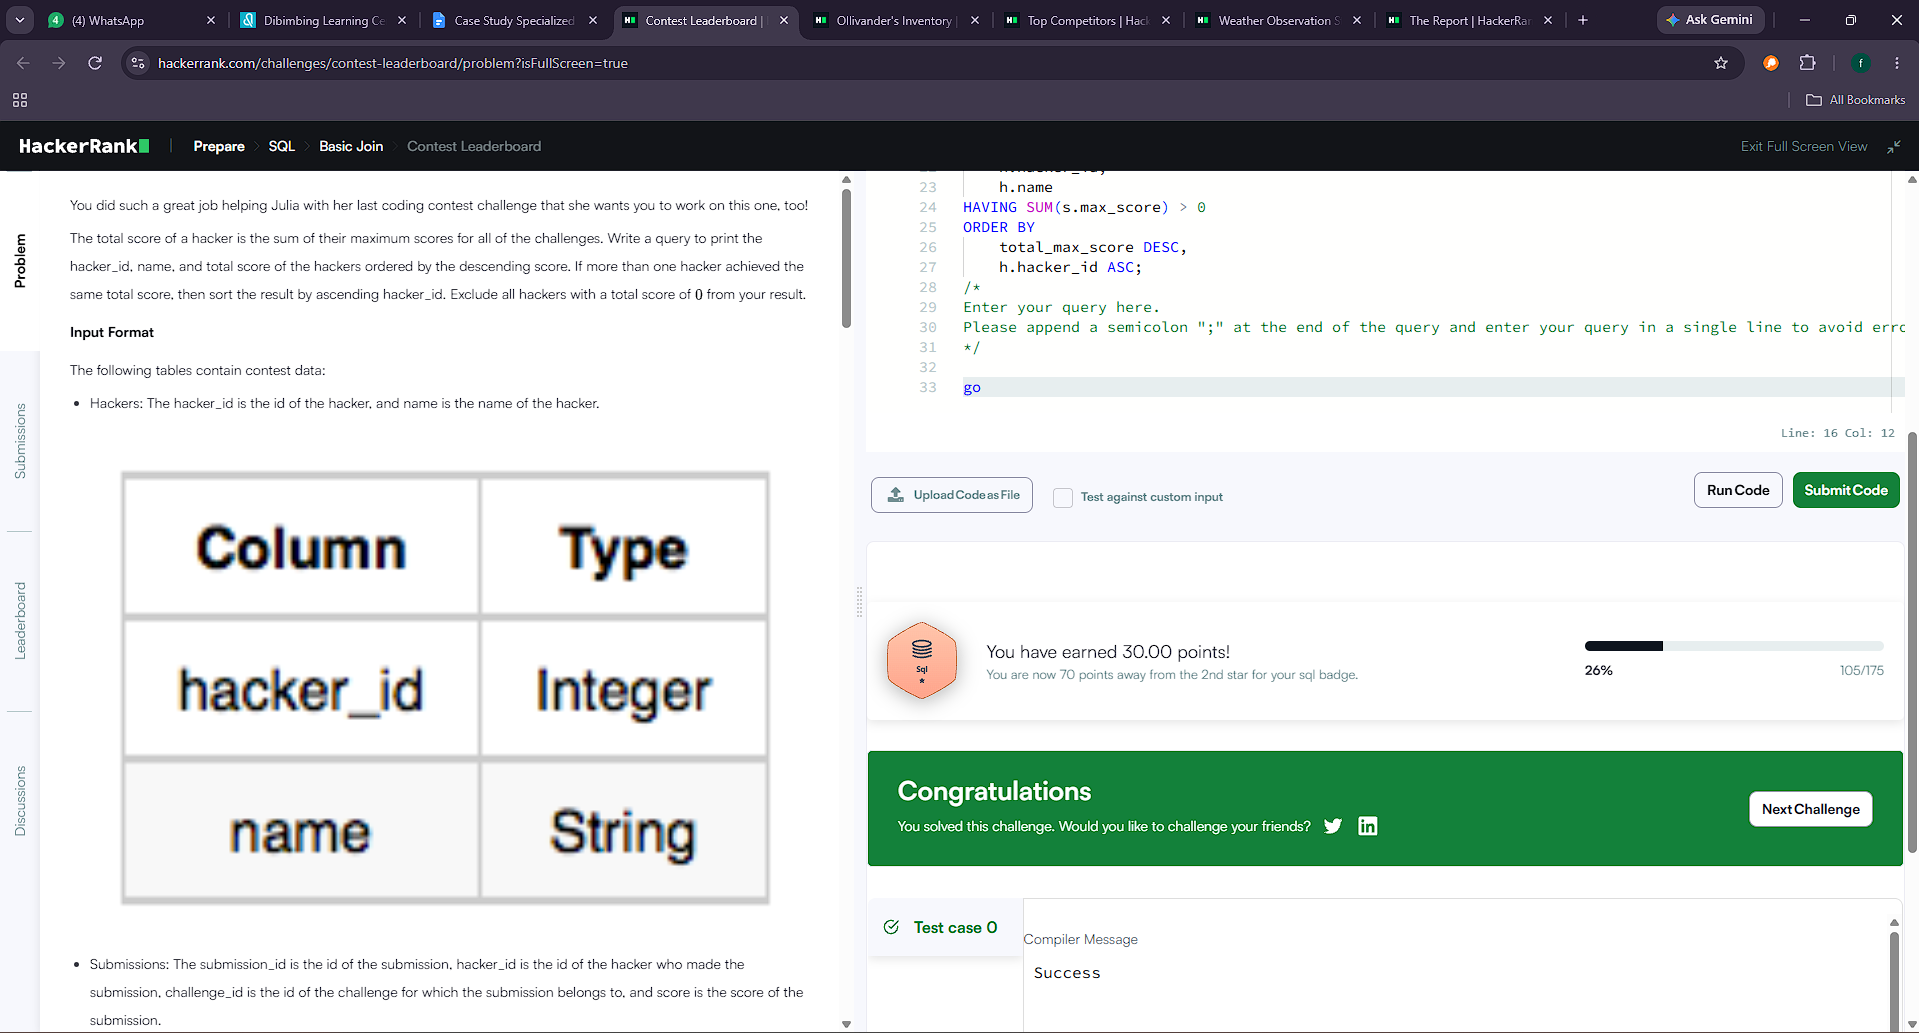 4 (4) WhatsApp
Dibimbing Learning Ce
Case Study Specialized
Contest Leaderboard |
Ollivander's Inventory
Top Competitors | Hack
Weather Observation S
The Report | HackerRan
Ask Gemini
hackerrank.com/challenges/contest-leaderboard/problem?isFullScreen=true
f
All Bookmarks
HackerRank
Prepare
SQL
Basic Join
Contest Leaderboard
Exit Full Screen View
Problem
Submissions
Leaderboard
Discussions
You did such a great job helping Julia with her last coding contest challenge that she wants you to work on this one, too!
The total score of a hacker is the sum of their maximum scores for all of the challenges. Write a query to print the
hacker_id, name, and total score of the hackers ordered by the descending score. If more than one hacker achieved the
same total score, then sort the result by ascending hacker_id. Exclude all hackers with a total score of 0 from your result.
Input Format
The following tables contain contest data:
• Hackers: The hacker_id is the id of the hacker, and name is the name of the hacker.
Column Type
hacker_id Integer
name String
• Submissions: The submission_id is the id of the submission, hacker_id is the id of the hacker who made the
submission, challenge_id is the id of the challenge for which the submission belongs to, and score is the score of the
submission.
23 h.name
24 HAVING SUM(s.max_score) > 0
25 ORDER BY
26 total_max_score DESC,
27 h.hacker_id ASC;
28 /*
29 Enter your query here.
30 Please append a semicolon ";" at the end of the query and enter your query in a single line to avoid erro
31 */
32
33 go
Line: 16 Col: 12
Upload Code as File
Test against custom input
Run Code
Submit Code
Sql
You have earned 30.00 points!
You are now 70 points away from the 2nd star for your sql badge.
26%
105/175
Congratulations
You solved this challenge. Would you like to challenge your friends?
Next Challenge
Test case 0
Compiler Message
Success